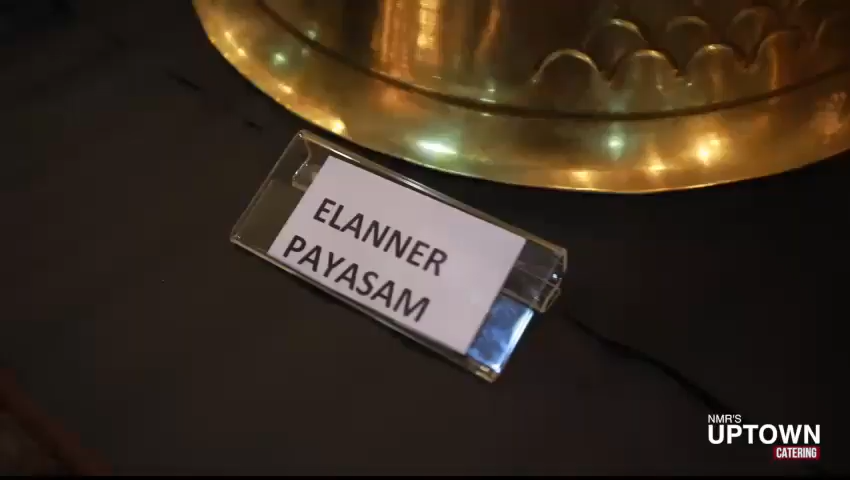 ELANNER
PAYASAM
NMR'S
UPTOWN
CATERING